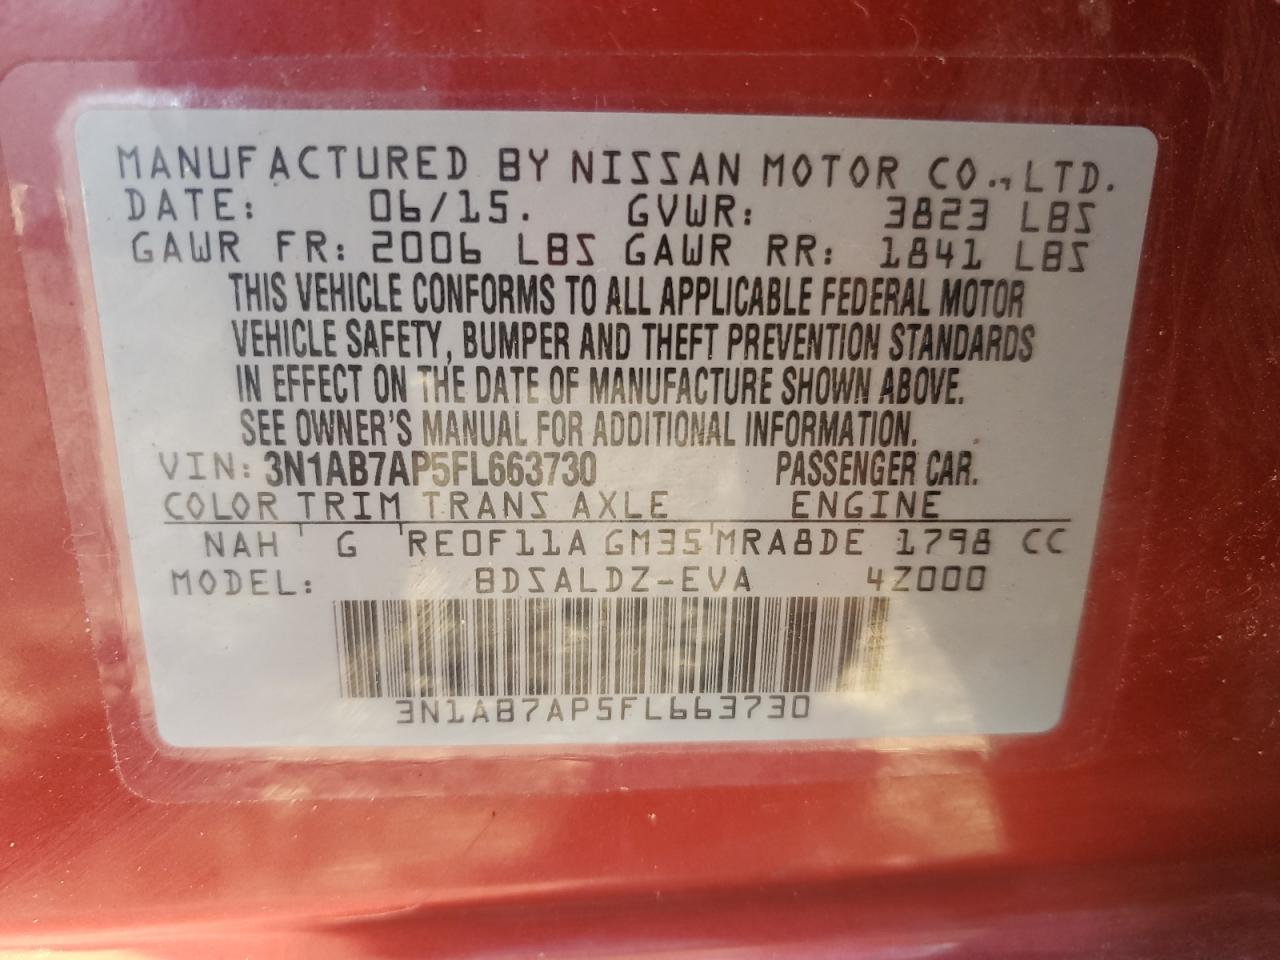 MANUFACTURED BY NISSAN MOTOR CO., LTD.
DATE: 06/15. GVWR: 3823 LBS
GAWR FR: 2006 LBS GAWR RR: 1841 LBS
THIS VEHICLE CONFORMS TO ALL APPLICABLE FEDERAL MOTOR
VEHICLE SAFETY, BUMPER AND THEFT PREVENTION STANDARDS
IN EFFECT ON THE DATE OF MANUFACTURE SHOWN ABOVE.
SEE OWNER'S MANUAL FOR ADDITIONAL INFORMATION.
VIN: 3N1AB7AP5FL663730 PASSENGER CAR.
COLOR TRIM TRANS AXLE ENGINE
NAH G RE0F11A GM35 MRA8DE 1798 CC
MODEL: BDSALDZ-EVA 4Z000
3N1AB7AP5FL663730